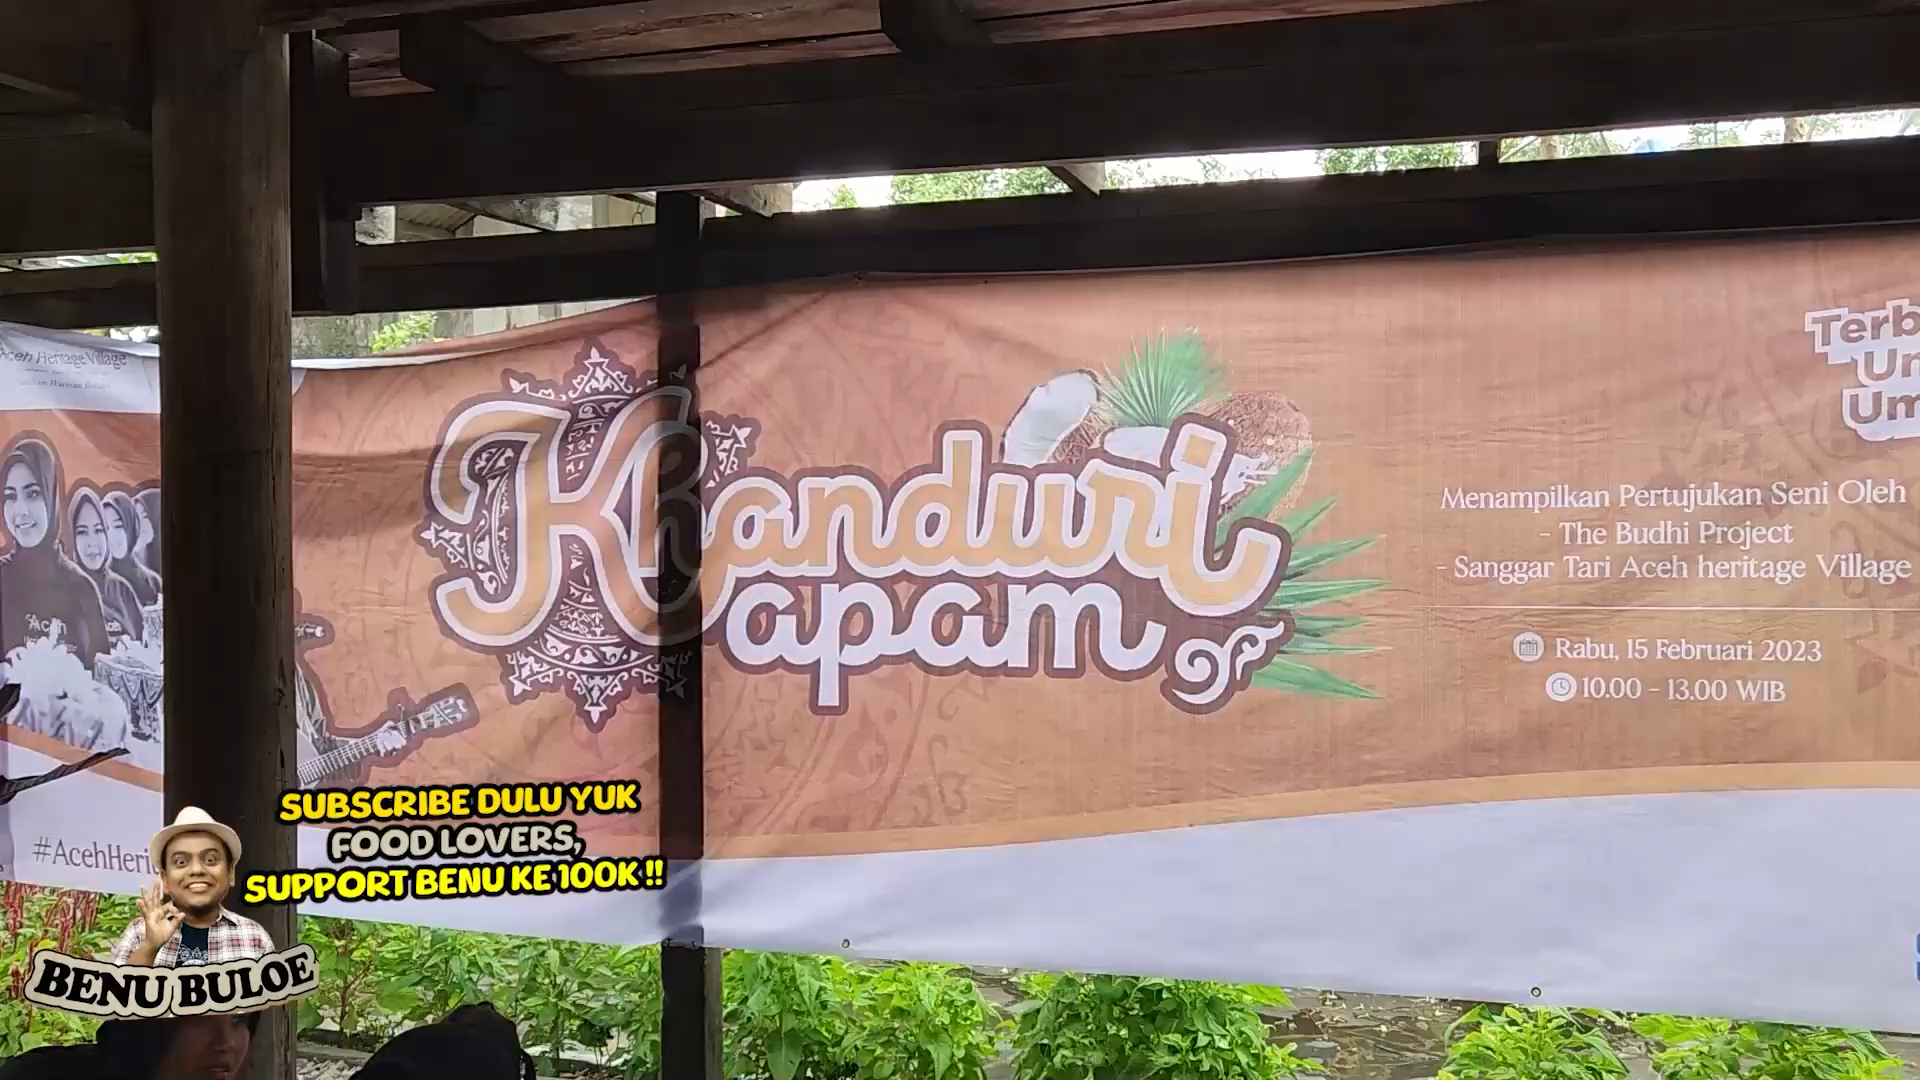 Aceh Heritage Village
Khanduri
apam
Terb
Un
Um
Menampilkan Pertujukan Seni Oleh
- The Budhi Project
- Sanggar Tari Aceh heritage Village
Rabu, 15 Februari 2023
10.00 - 13.00 WIB
#AcehHeri
SUBSCRIBE DULU YUK
FOOD LOVERS,
SUPPORT BENU KE 100K !!
BENU BULOE